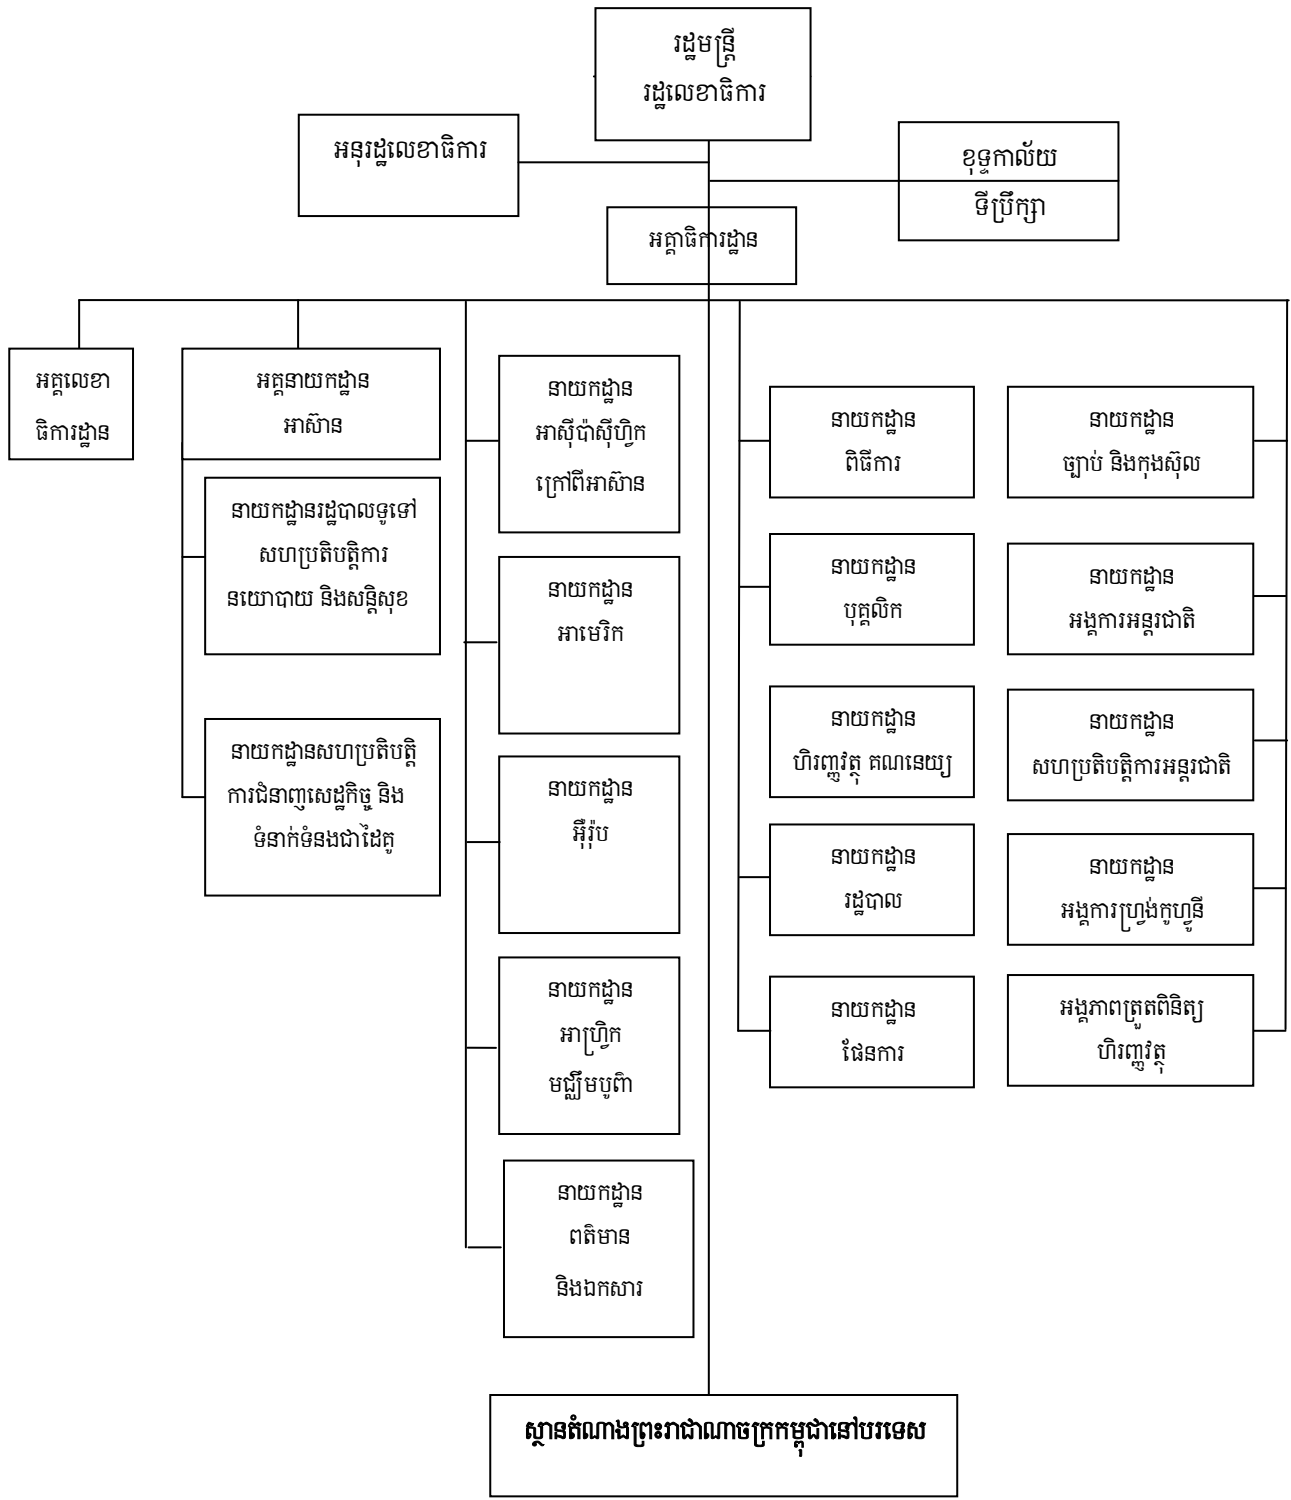 រដ្ឋមន្ត្រី
រដ្ឋលេខាធិការ
អនុរដ្ឋលេខាធិការ
ខុទ្ទកាល័យ
ទីប្រឹក្សា
អគ្គាធិការដ្ឋាន
អគ្គលេខា
ធិការដ្ឋាន
អគ្គនាយកដ្ឋាន
អាស៊ាន
នាយកដ្ឋានរដ្ឋបាលទូទៅ
សហប្រតិបត្តិការ
នយោបាយ និងសន្តិសុខ
នាយកដ្ឋានសហប្រតិបត្តិ
ការជំនាញសេដ្ឋកិច្ច និង
ទំនាក់ទំនងជាដៃគូ
នាយកដ្ឋាន
អាស៊ីប៉ាស៊ីហ្វិក
ក្រៅពីអាស៊ាន
នាយកដ្ឋាន
អាមេរិក
នាយកដ្ឋាន
អ៊ឺរ៉ុប
នាយកដ្ឋាន
អាហ្វ្រិក
មជ្ឈឹមបូព៌ា
នាយកដ្ឋាន
ពត៌មាន
និងឯកសារ
នាយកដ្ឋាន
ពិធីការ
នាយកដ្ឋាន
បុគ្គលិក
នាយកដ្ឋាន
ហិរញ្ញវត្ថុ គណនេយ្យ
នាយកដ្ឋាន
រដ្ឋបាល
នាយកដ្ឋាន
ផែនការ
នាយកដ្ឋាន
ច្បាប់ និងកុងស៊ុល
នាយកដ្ឋាន
អង្គការអន្តរជាតិ
នាយកដ្ឋាន
សហប្រតិបត្តិការអន្តរជាតិ
នាយកដ្ឋាន
អង្គការហ្វ្រង់កូហ្វូនី
អង្គភាពត្រួតពិនិត្យ
ហិរញ្ញវត្ថុ
ស្ថានតំណាងព្រះរាជាណាចក្រកម្ពុជានៅបរទេស